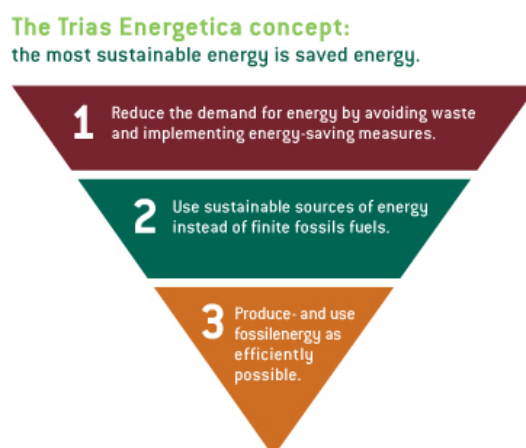 The Trias Energetica concept:
the most sustainable energy is saved energy.
1
Reduce the demand for energy by avoiding waste
and implementing energy-saving measures.
2
Use sustainable sources of energy
instead of finite fossils fuels.
3
Produce- and use
fossilenergy as
efficiently
possible.